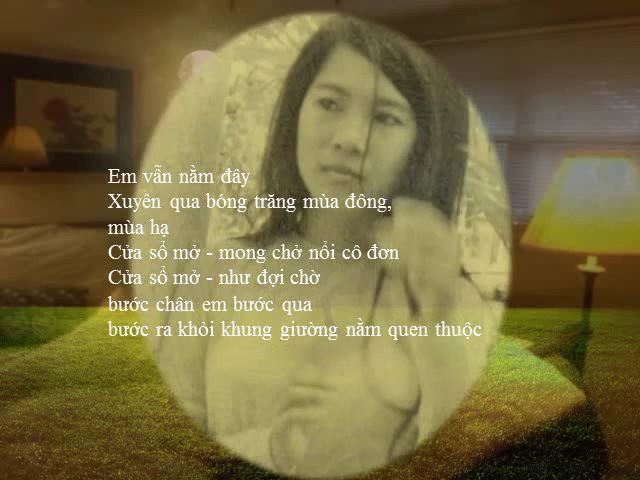 Em vẫn nằm đây
Xuyên qua bóng trăng mùa đông,
mùa hạ
Cửa sổ mở - mong chở nổi cô đơn
Cửa sổ mở - như đợi chờ
bước chân em bước qua
bước ra khỏi khung giường nằm quen thuộc